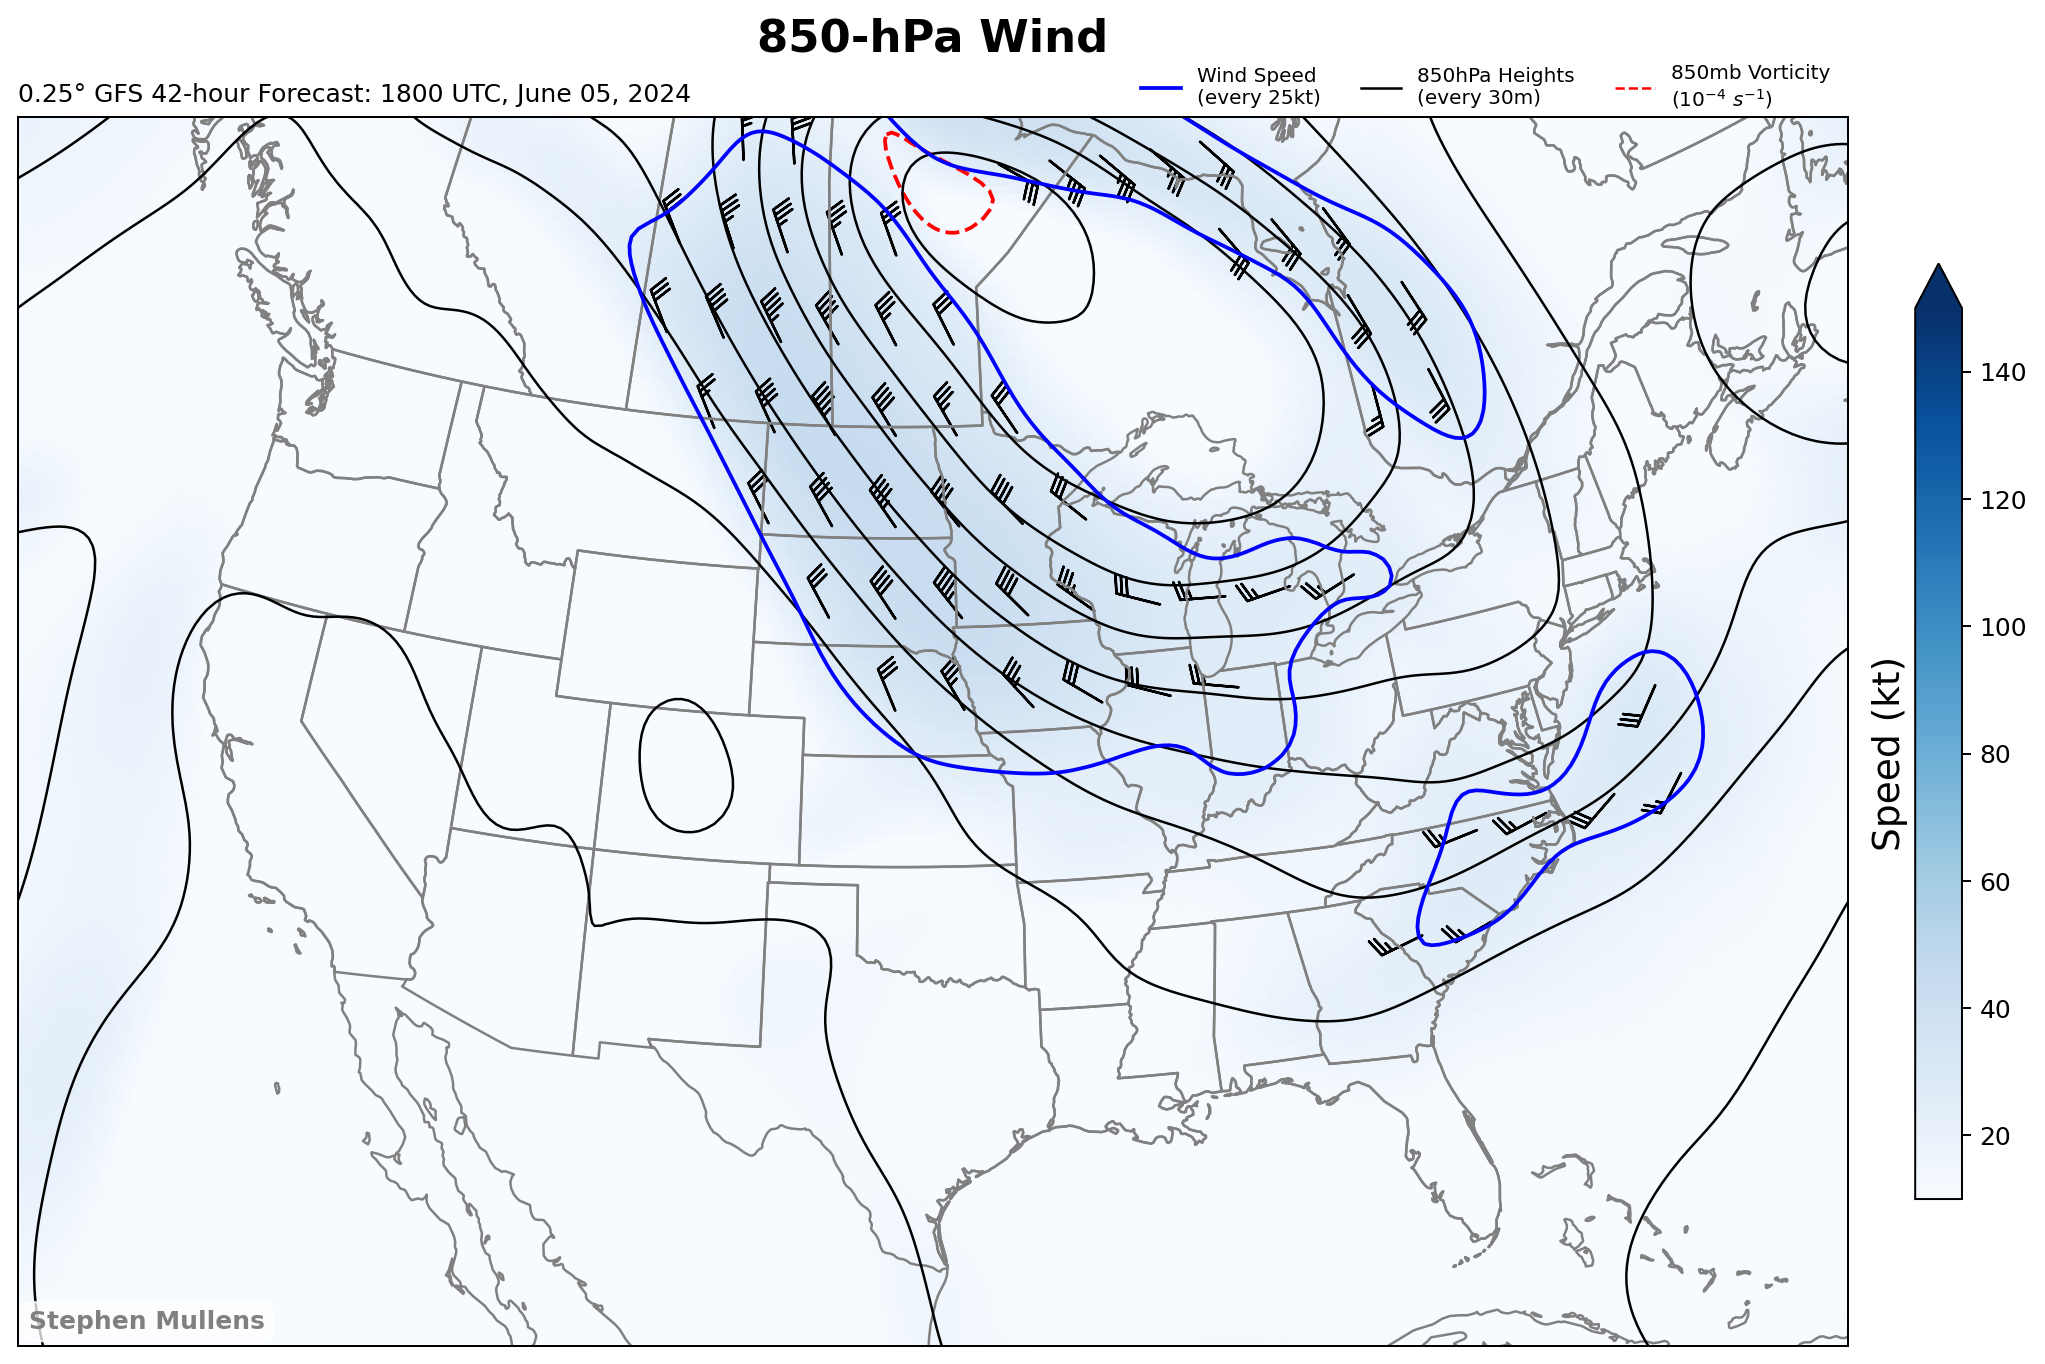 850-hPa Wind
0.25° GFS 42-hour Forecast: 1800 UTC, June 05, 2024
Wind Speed
(every 25kt)
850hPa Heights
(every 30m)
850mb Vorticity
(10⁻⁴ s⁻¹)
140
120
100
80
60
40
20
Speed (kt)
Stephen Mullens